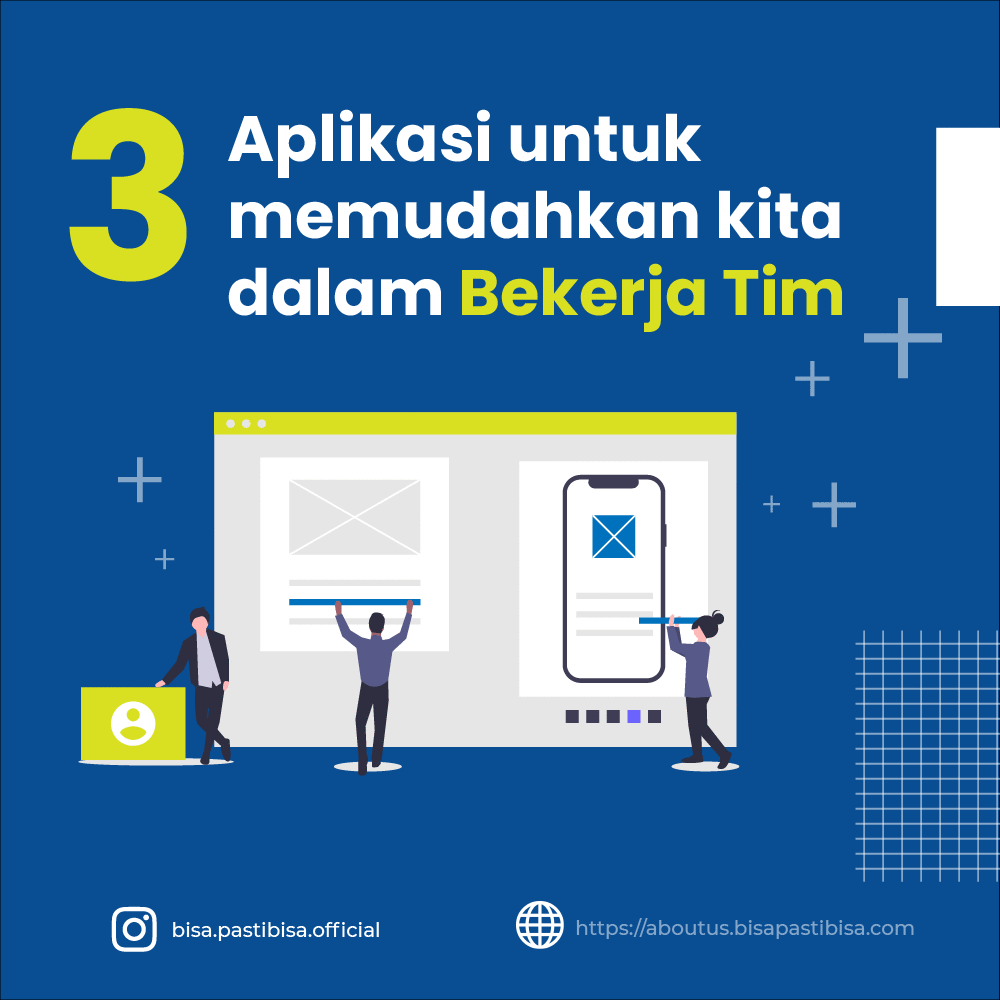 3
Aplikasi untuk
memudahkan kita
dalam Bekerja Tim
bisa.pastibisa.official
https://aboutus.bisapastibisa.com